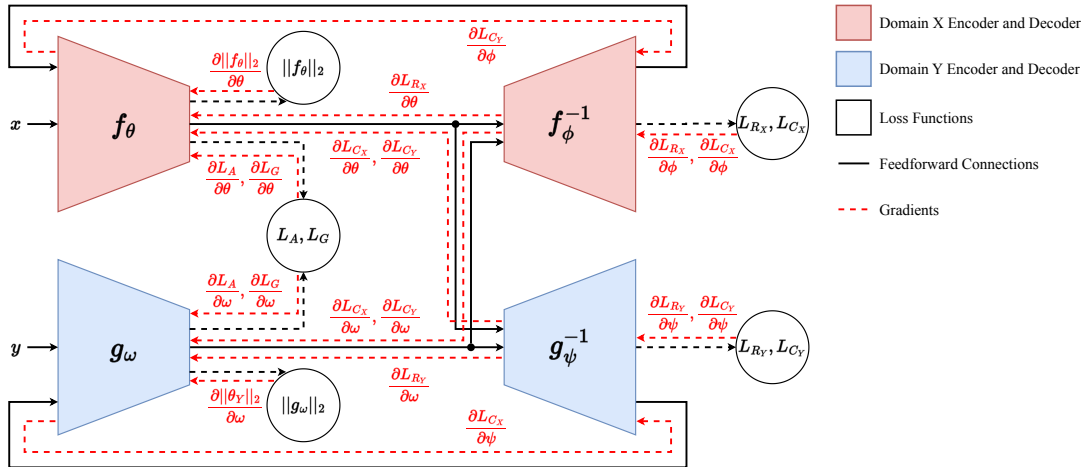 ∂L_{C_Y}/∂ϕ
Domain X Encoder and Decoder
∂||f_θ||_2/∂θ
||f_θ||_2
Domain Y Encoder and Decoder
∂L_{R_X}/∂θ
x
f_θ
f_ϕ^{-1}
L_{R_X}, L_{C_X}
Loss Functions
∂L_A/∂θ, ∂L_G/∂θ
∂L_{C_X}/∂θ, ∂L_{C_Y}/∂θ
∂L_{R_X}/∂ϕ, ∂L_{C_X}/∂ϕ
Feedforward Connections
Gradients
L_A, L_G
∂L_A/∂ω, ∂L_G/∂ω
∂L_{C_X}/∂ω, ∂L_{C_Y}/∂ω
∂L_{R_Y}/∂ψ, ∂L_{C_Y}/∂ψ
y
g_ω
g_ψ^{-1}
L_{R_Y}, L_{C_Y}
∂||θ_Y||_2/∂ω
||g_ω||_2
∂L_{R_Y}/∂ω
∂L_{C_X}/∂ψ